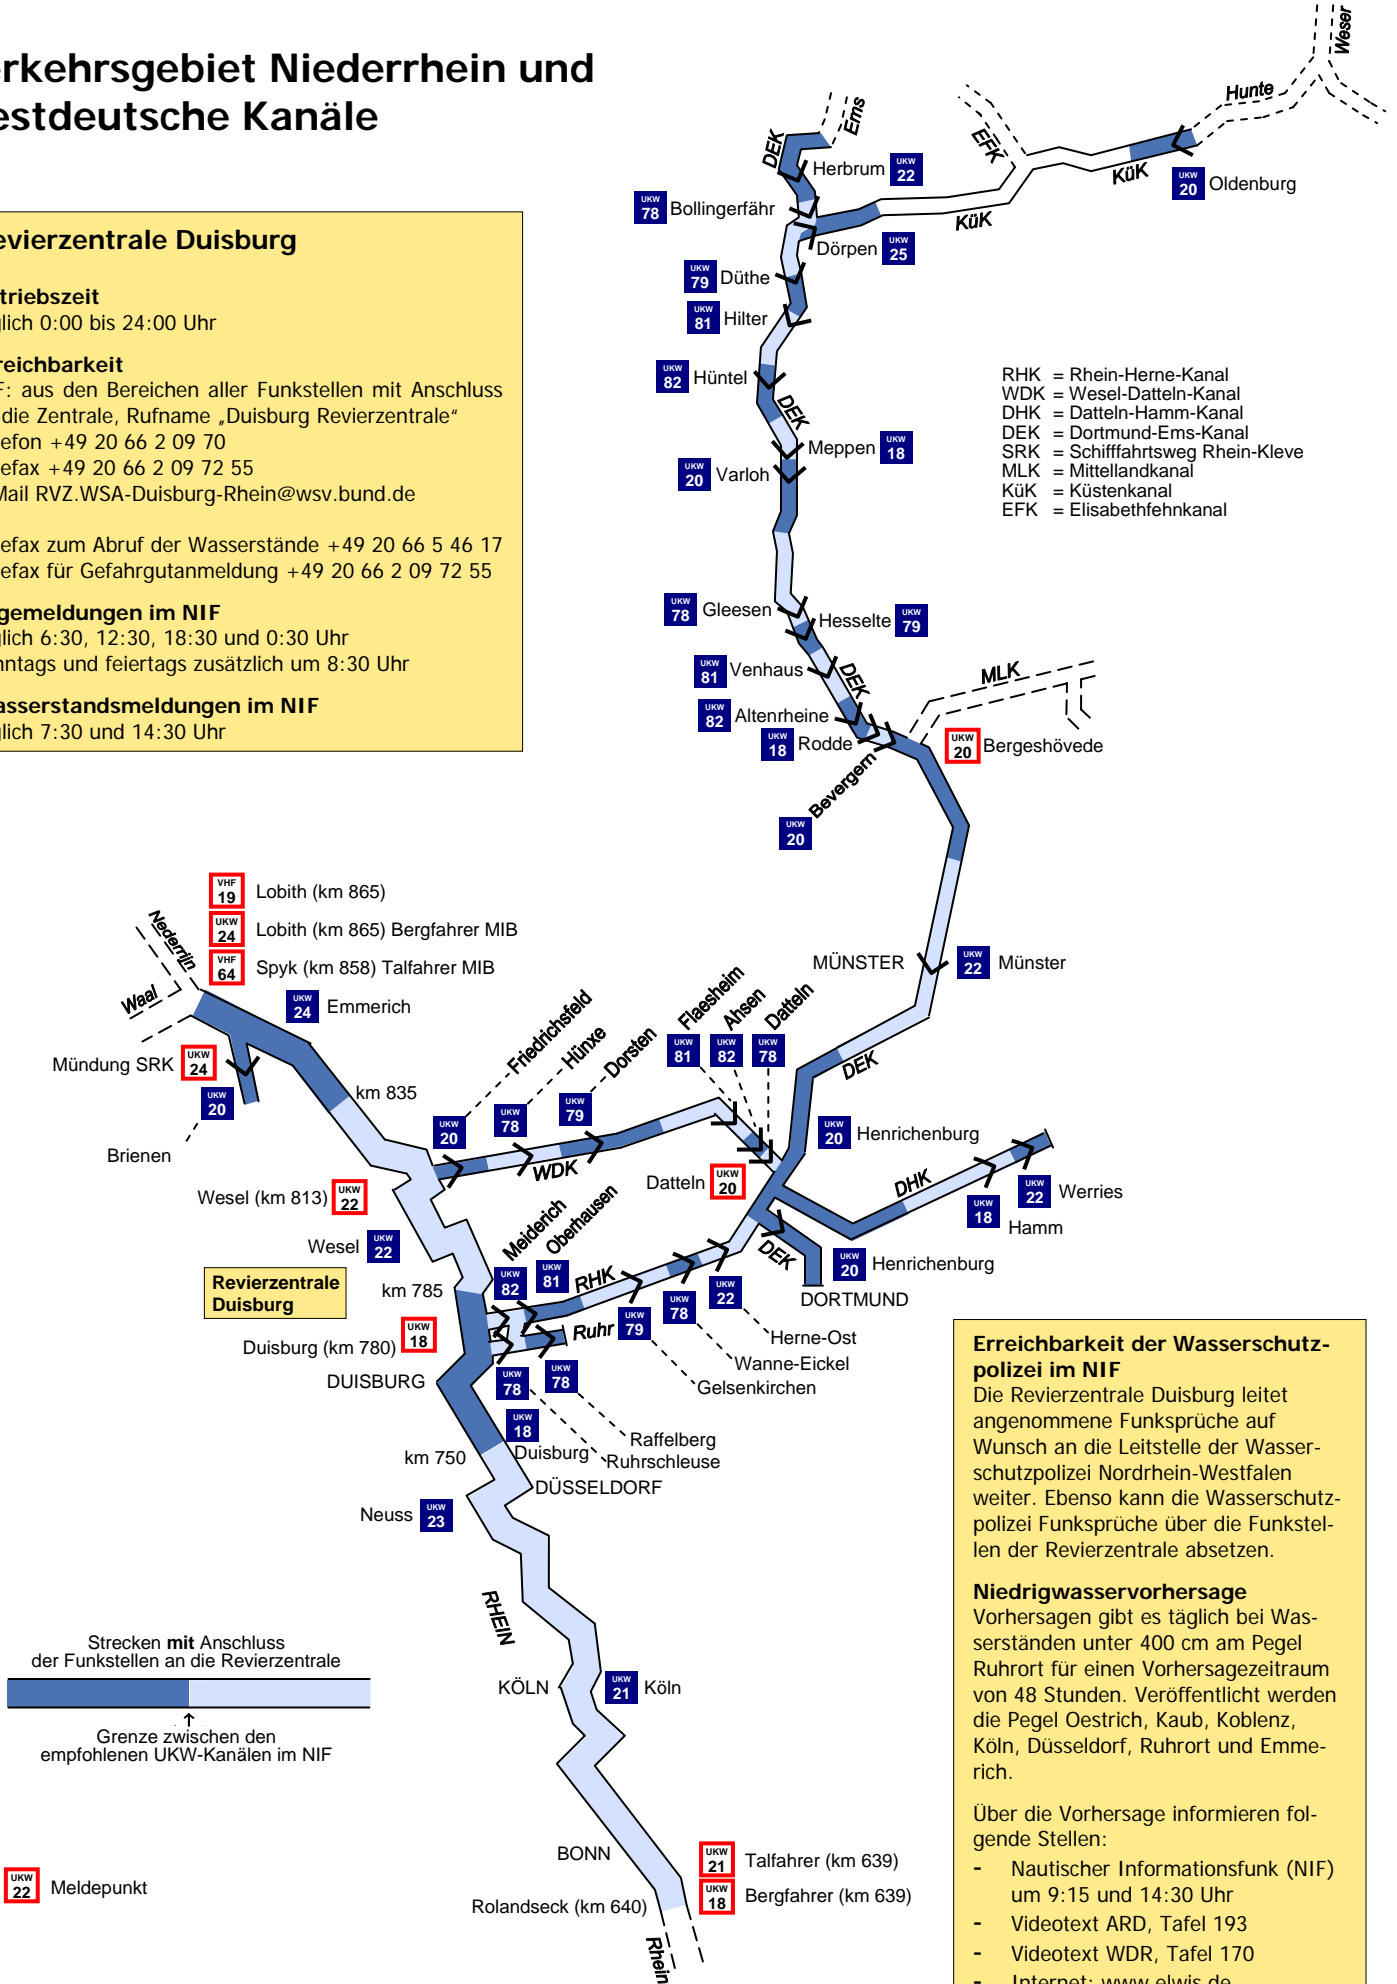 erkehrsgebiet Niederrhein und
estdeutsche Kanäle
evierzentrale Duisburg
triebszeit
glich 0:00 bis 24:00 Uhr
reichbarkeit
F: aus den Bereichen aller Funkstellen mit Anschluss
die Zentrale, Rufname „Duisburg Revierzentrale“
efon +49 20 66 2 09 70
efax +49 20 66 2 09 72 55
Mail RVZ.WSA-Duisburg-Rhein@wsv.bund.de
efax zum Abruf der Wasserstände +49 20 66 5 46 17
efax für Gefahrgutanmeldung +49 20 66 2 09 72 55
gemeldungen im NIF
glich 6:30, 12:30, 18:30 und 0:30 Uhr
nntags und feiertags zusätzlich um 8:30 Uhr
asserstandsmeldungen im NIF
glich 7:30 und 14:30 Uhr
Weser
Hunte
Ems
DEK
EFK
KüK
KüK
Herbrum UKW 22
UKW 20 Oldenburg
UKW 78 Bollingerfähr
Dörpen UKW 25
UKW 79 Düthe
UKW 81 Hilter
UKW 82 Hüntel
DEK
Meppen UKW 18
UKW 20 Varloh
RHK = Rhein-Herne-Kanal
WDK = Wesel-Datteln-Kanal
DHK = Datteln-Hamm-Kanal
DEK = Dortmund-Ems-Kanal
SRK = Schifffahrtsweg Rhein-Kleve
MLK = Mittellandkanal
KüK = Küstenkanal
EFK = Elisabethfehnkanal
UKW 78 Gleesen
Hesselte UKW 79
UKW 81 Venhaus
DEK
MLK
UKW 82 Altenrheine
UKW 18 Rodde
UKW 20 Bergeshövede
Bevergern
UKW 20
VHF 19 Lobith (km 865)
UKW 24 Lobith (km 865) Bergfahrer MIB
VHF 64 Spyk (km 858) Talfahrer MIB
Nederrijn
Waal
UKW 24 Emmerich
MÜNSTER
UKW 22 Münster
Mündung SRK UKW 24
UKW 20
Brienen
km 835
Friedrichsfeld
UKW 20
Hünxe
UKW 78
Dorsten
UKW 79
Flaesheim
UKW 81
Ahsen
UKW 82
Datteln
UKW 78
WDK
DEK
UKW 20 Henrichenburg
Datteln UKW 20
DHK
UKW 22 Werries
UKW 18
Hamm
Wesel (km 813) UKW 22
Wesel UKW 22
Revierzentrale
Duisburg
km 785
Meiderich
UKW 82
Oberhausen
UKW 81
RHK
DEK
UKW 20 Henrichenburg
DORTMUND
UKW 22
Herne-Ost
UKW 78
Wanne-Eickel
UKW 79
Gelsenkirchen
Ruhr
Duisburg (km 780) UKW 18
DUISBURG
UKW 78
UKW 78
Raffelberg
Ruhrschleuse
UKW 18
Duisburg
km 750
DÜSSELDORF
Neuss UKW 23
RHEIN
KÖLN
UKW 21 Köln
BONN
Rolandseck (km 640)
UKW 21 Talfahrer (km 639)
UKW 18 Bergfahrer (km 639)
Rhein
Strecken mit Anschluss
der Funkstellen an die Revierzentrale
Grenze zwischen den
empfohlenen UKW-Kanälen im NIF
UKW 22 Meldepunkt
Erreichbarkeit der Wasserschutz-
polizei im NIF
Die Revierzentrale Duisburg leitet
angenommene Funksprüche auf
Wunsch an die Leitstelle der Wasser-
schutzpolizei Nordrhein-Westfalen
weiter. Ebenso kann die Wasserschutz-
polizei Funksprüche über die Funkstel-
len der Revierzentrale absetzen.
Niedrigwasservorhersage
Vorhersagen gibt es täglich bei Was-
serständen unter 400 cm am Pegel
Ruhrort für einen Vorhersagezeitraum
von 48 Stunden. Veröffentlicht werden
die Pegel Oestrich, Kaub, Koblenz,
Köln, Düsseldorf, Ruhrort und Emme-
rich.
Über die Vorhersage informieren fol-
gende Stellen:
- Nautischer Informationsfunk (NIF)
um 9:15 und 14:30 Uhr
- Videotext ARD, Tafel 193
- Videotext WDR, Tafel 170
- Internet: www.elwis.de